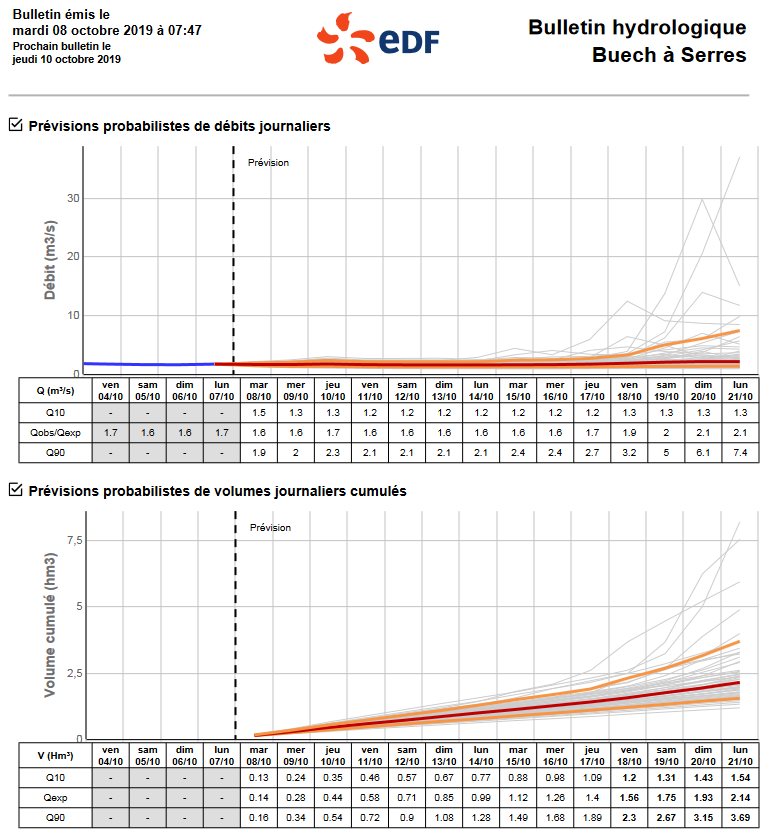 Bulletin émis le
mardi 08 octobre 2019 à 07:47
Prochain bulletin le
jeudi 10 octobre 2019
eDF
Bulletin hydrologique
Buech à Serres
Prévisions probabilistes de débits journaliers
Prévision
Débit (m3/s)
30
20
10
0
Q (m³/s) ven 04/10 sam 05/10 dim 06/10 lun 07/10 mar 08/10 mer 09/10 jeu 10/10 ven 11/10 sam 12/10 dim 13/10 lun 14/10 mar 15/10 mer 16/10 jeu 17/10 ven 18/10 sam 19/10 dim 20/10 lun 21/10
Q10 - - - - 1.5 1.3 1.3 1.2 1.2 1.2 1.2 1.2 1.2 1.2 1.3 1.3 1.3 1.3
Qobs/Qexp 1.7 1.6 1.6 1.7 1.6 1.6 1.7 1.6 1.6 1.6 1.6 1.6 1.6 1.7 1.9 2 2.1 2.1
Q90 - - - - 1.9 2 2.3 2.1 2.1 2.1 2.1 2.4 2.4 2.7 3.2 5 6.1 7.4
Prévisions probabilistes de volumes journaliers cumulés
Prévision
Volume cumulé (hm3)
7,5
5
2,5
0
V (Hm³) ven 04/10 sam 05/10 dim 06/10 lun 07/10 mar 08/10 mer 09/10 jeu 10/10 ven 11/10 sam 12/10 dim 13/10 lun 14/10 mar 15/10 mer 16/10 jeu 17/10 ven 18/10 sam 19/10 dim 20/10 lun 21/10
Q10 - - - - 0.13 0.24 0.35 0.46 0.57 0.67 0.77 0.88 0.98 1.09 1.2 1.31 1.43 1.54
Qexp - - - - 0.14 0.28 0.44 0.58 0.71 0.85 0.99 1.12 1.26 1.4 1.56 1.75 1.93 2.14
Q90 - - - - 0.16 0.34 0.54 0.72 0.9 1.08 1.28 1.49 1.68 1.89 2.3 2.67 3.15 3.69